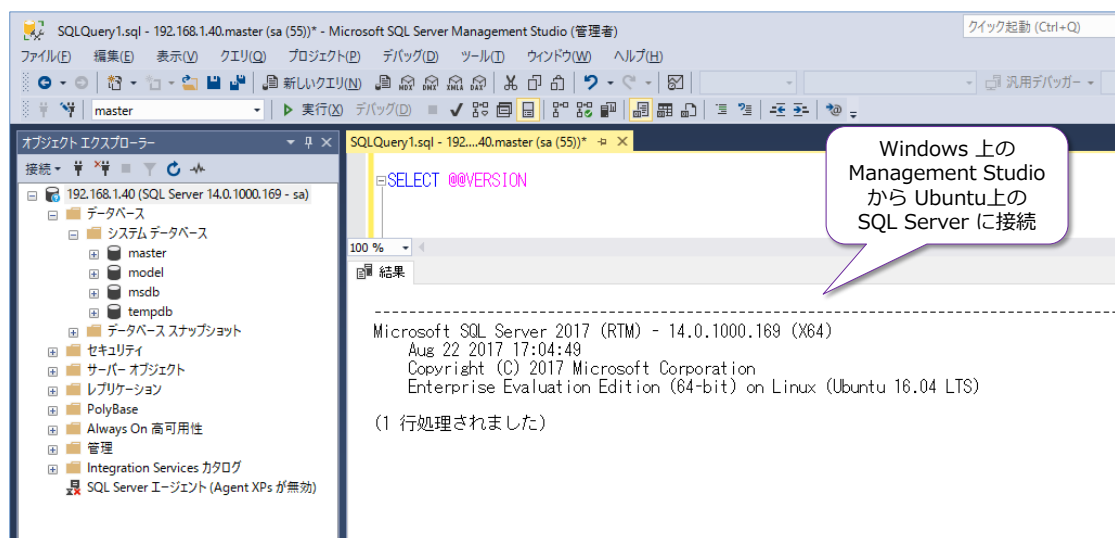 SQLQuery1.sql - 192.168.1.40.master (sa (55))* - Microsoft SQL Server Management Studio (管理者)
クイック起動 (Ctrl+Q)
ファイル(F) 編集(E) 表示(V) クエリ(Q) プロジェクト(P) デバッグ(D) ツール(T) ウィンドウ(W) ヘルプ(H)
新しいクエリ(N) MDX DMX XMLA DAX 汎用デバッガー
master 実行(X) デバッグ(D)
オブジェクト エクスプローラー
SQLQuery1.sql - 192....40.master (sa (55))*
接続
192.168.1.40 (SQL Server 14.0.1000.169 - sa)
データベース
システム データベース
master
model
msdb
tempdb
データベース スナップショット
セキュリティ
サーバー オブジェクト
レプリケーション
PolyBase
Always On 高可用性
管理
Integration Services カタログ
SQL Server エージェント (Agent XPs が無効)
SELECT @@VERSION
Windows 上の
Management Studio
から Ubuntu上の
SQL Server に接続
100 %
結果
Microsoft SQL Server 2017 (RTM) - 14.0.1000.169 (X64)
Aug 22 2017 17:04:49
Copyright (C) 2017 Microsoft Corporation
Enterprise Evaluation Edition (64-bit) on Linux (Ubuntu 16.04 LTS)
(1 行処理されました)